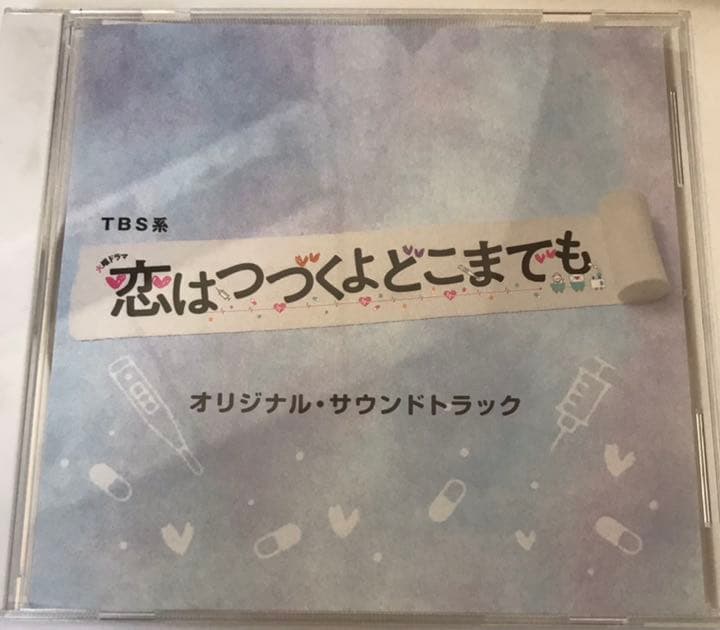 TBS系
火曜ドラマ
恋はつづくよどこまでも
オリジナル・サウンドトラック